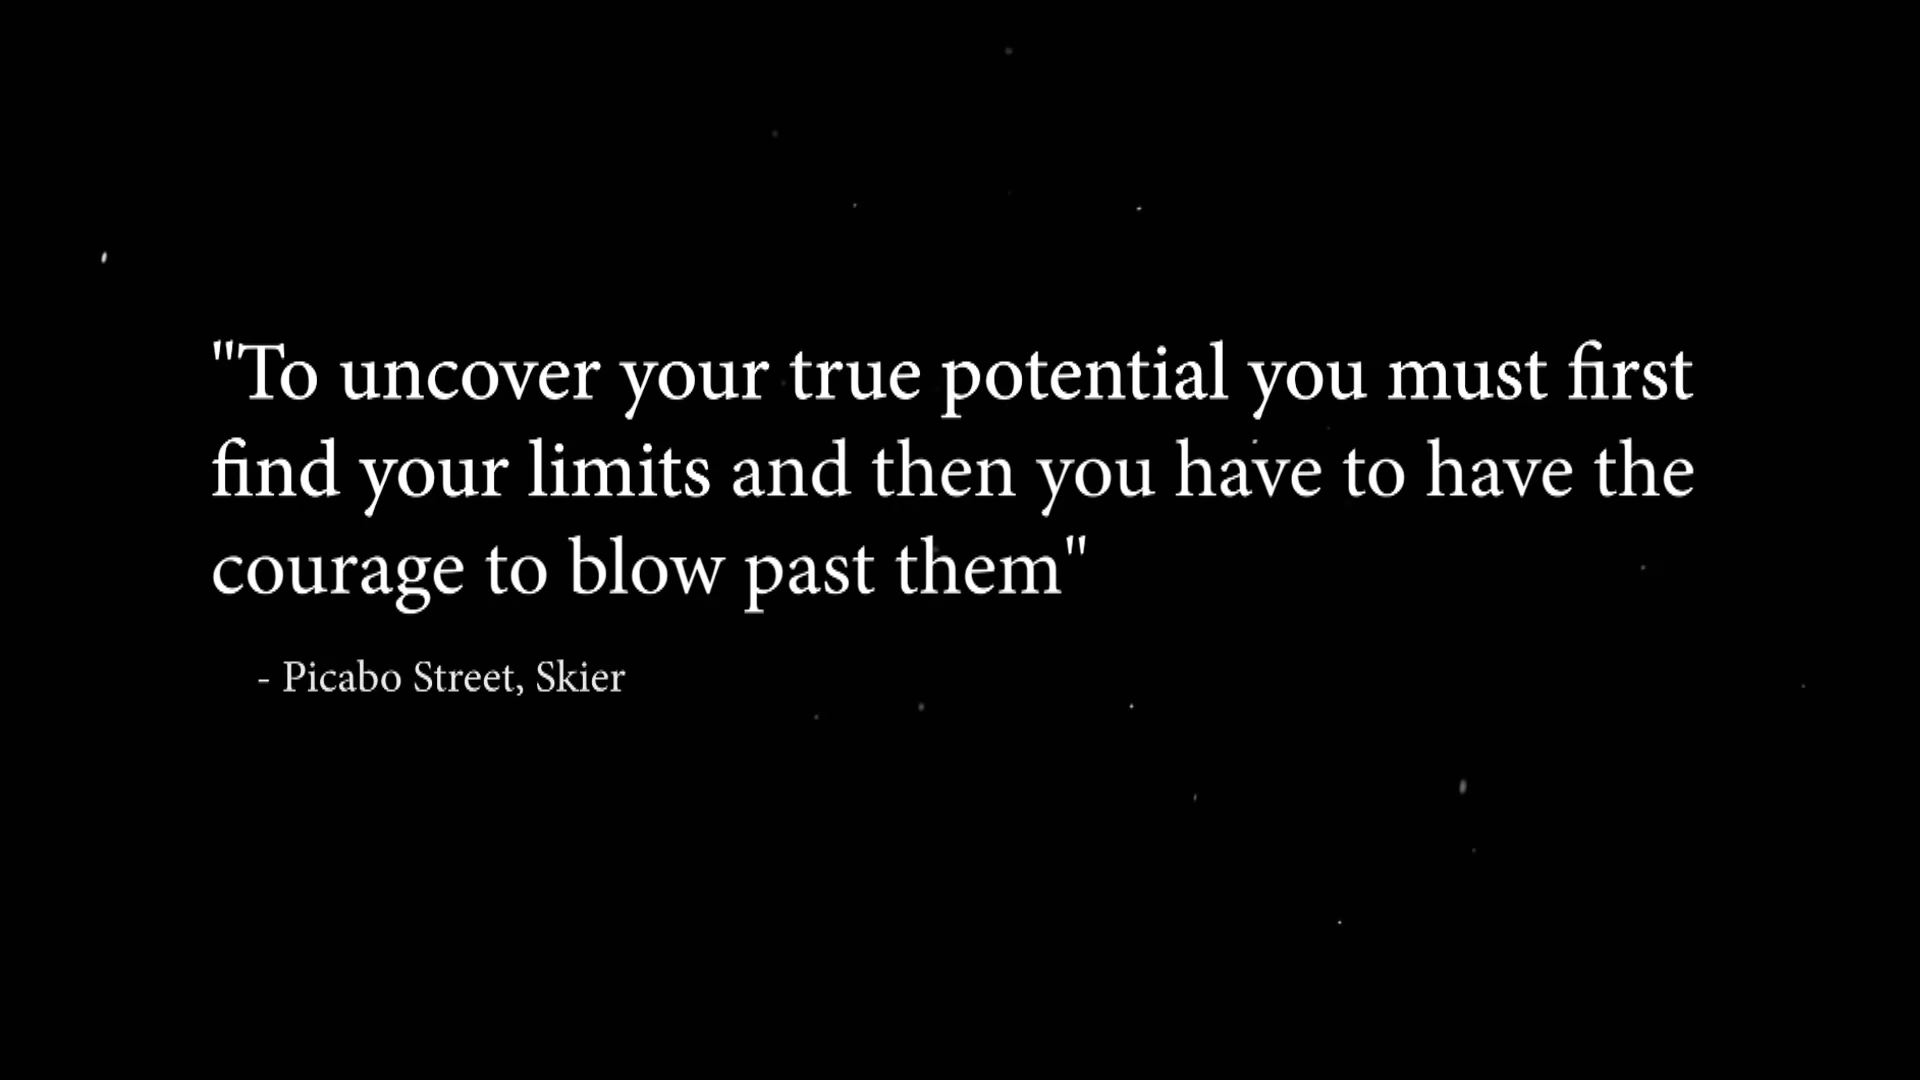 "To uncover your true potential you must first
find your limits and then you have to have the
courage to blow past them"
- Picabo Street, Skier